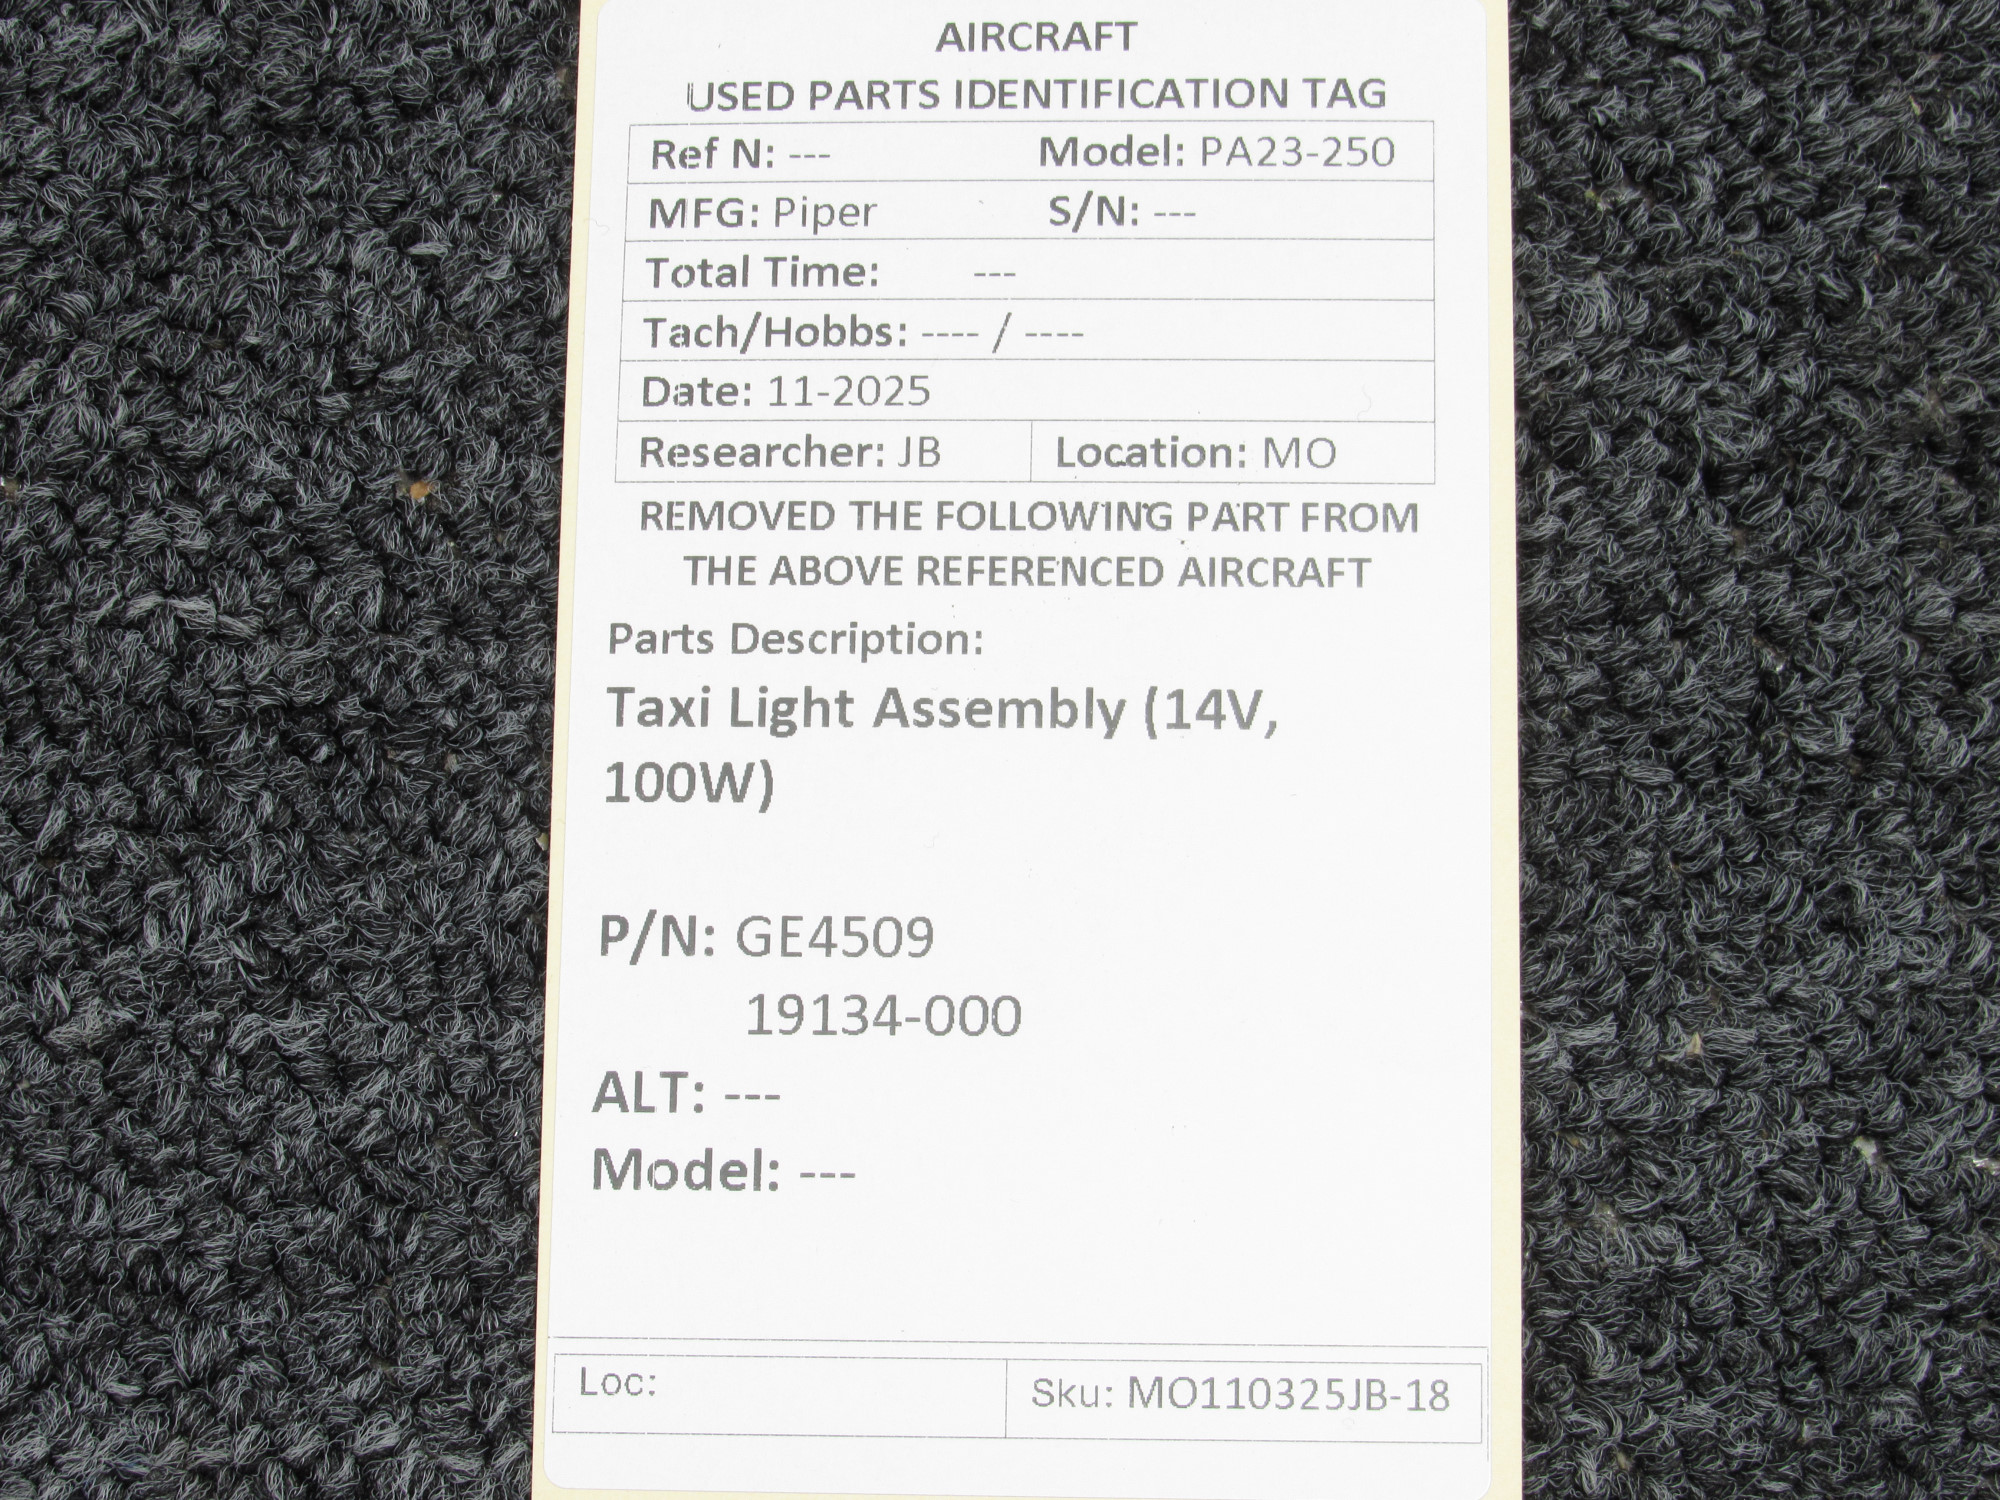 AIRCRAFT
USED PARTS IDENTIFICATION TAG
Ref N: --- Model: PA23-250
MFG: Piper S/N: ---
Total Time: ---
Tach/Hobbs: ---- / ----
Date: 11-2025
Researcher: JB Location: MO
REMOVED THE FOLLOWING PART FROM
THE ABOVE REFERENCED AIRCRAFT
Parts Description:
Taxi Light Assembly (14V,
100W)
P/N: GE4509
19134-000
ALT: ---
Model: ---
Loc: Sku: MO110325JB-18